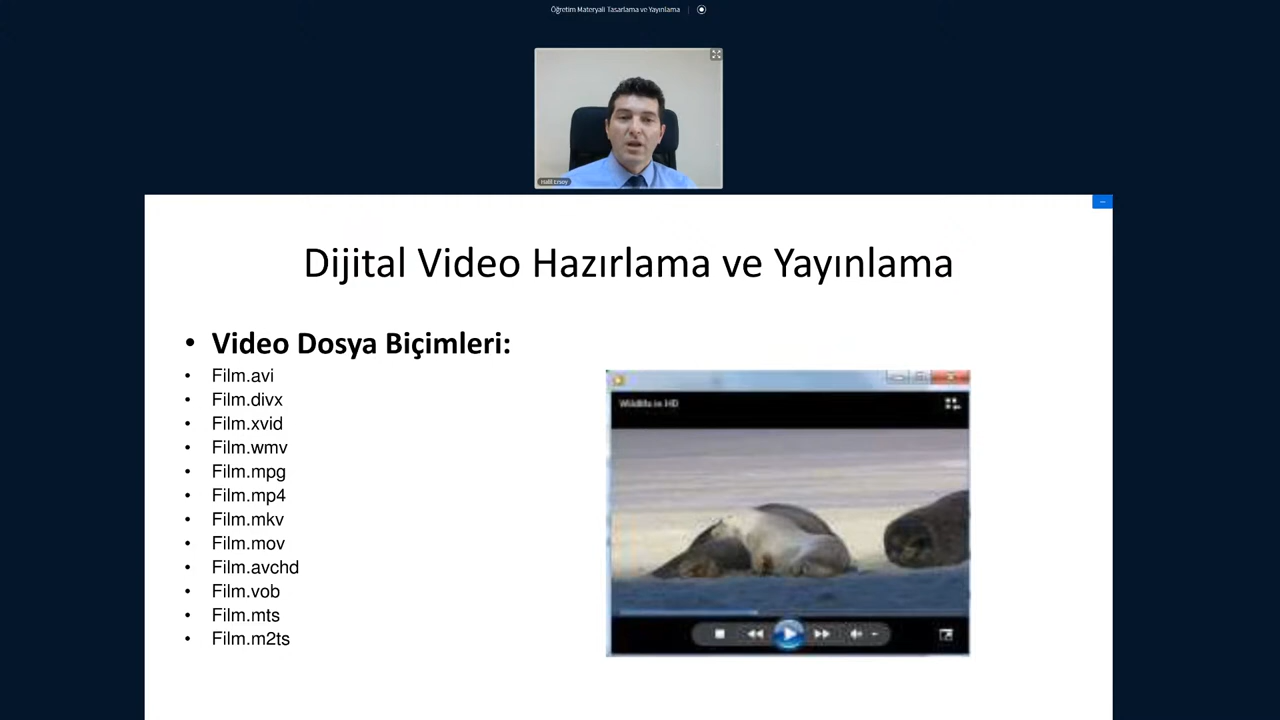 Öğretim Materyali Tasarlama ve Yayınlama
Halil Ersoy
Dijital Video Hazırlama ve Yayınlama
• Video Dosya Biçimleri:
• Film.avi
• Film.divx
• Film.xvid
• Film.wmv
• Film.mpg
• Film.mp4
• Film.mkv
• Film.mov
• Film.avchd
• Film.vob
• Film.mts
• Film.m2ts
Wildlife in HD